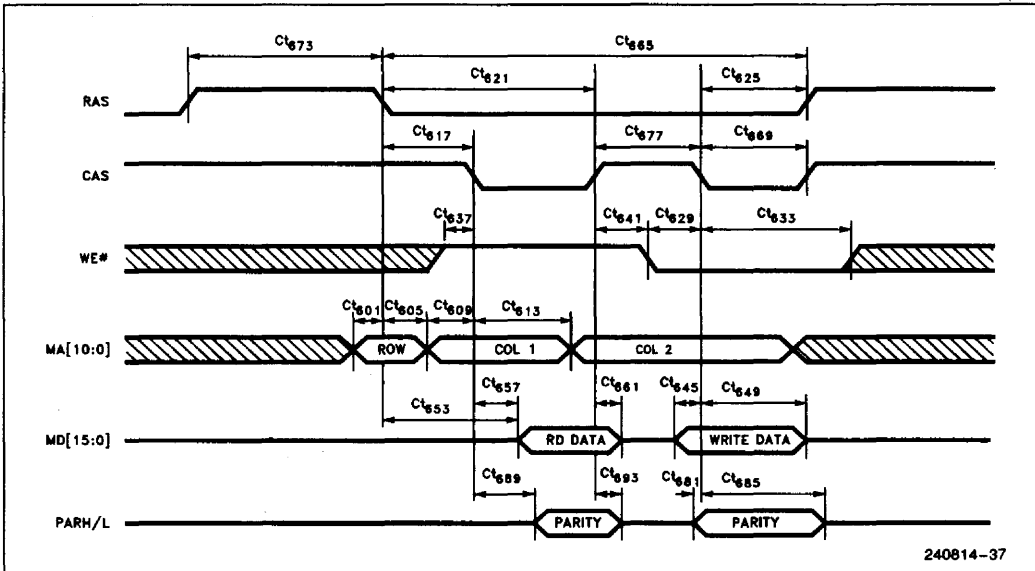 Ct673 Ct665
Ct621 Ct625
RAS
Ct617 Ct677 Ct669
CAS
Ct637 Ct641 Ct629 Ct633
WE#
Ct601 Ct605 Ct609 Ct613
MA[10:0] ROW COL 1 COL 2
Ct657 Ct661 Ct645 Ct649
Ct653
MD[15:0] RD DATA WRITE DATA
Ct689 Ct693 Ct681 Ct685
PARH/L PARITY PARITY
240814-37